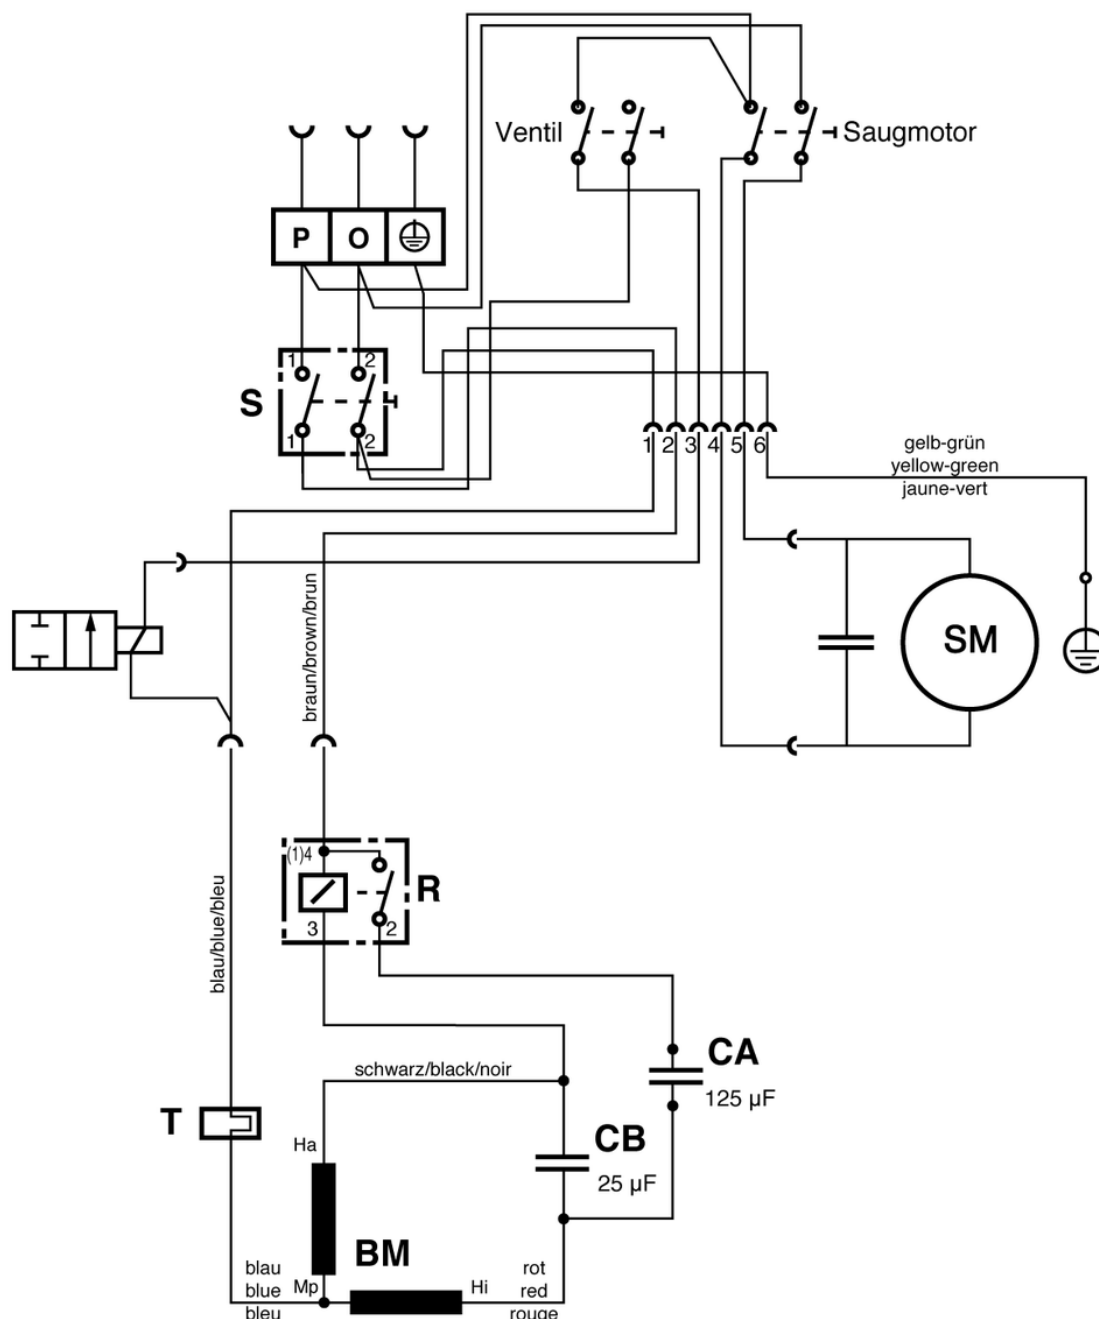 Ventil
Saugmotor
P
O
1
2
S
1
2
1
2
3
4
5
6
gelb-grün
yellow-green
jaune-vert
SM
braun/brown/brun
blau/blue/bleu
(1)4
R
3
2
CA
125 µF
schwarz/black/noir
T
Ha
CB
25 µF
BM
blau
blue
bleu
Mp
Hi
rot
red
rouge